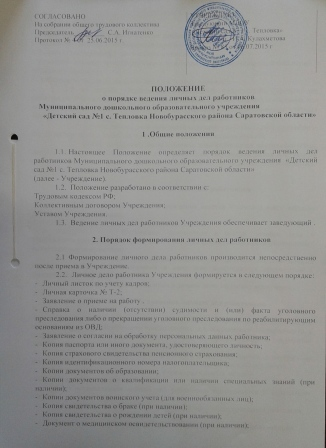 СОГЛАСОВАНО
На собрании общего трудового коллектива
Председатель С.А. Игнатенко
Протокол № от 25.06.2015 г
Тепловка»
07.2015 г.
ПОЛОЖЕНИЕ
о порядке ведения личных дел работников
Муниципального дошкольного образовательного учреждения
«Детский сад №1 с. Тепловка Новобурасского района Саратовской области»
1 .Общие положения
1.1. Настоящее Положение определяет порядок ведения личных дел
работников Муниципального дошкольного образовательного учреждения «Детский
сад №1 с. Тепловка Новобурасского района Саратовской области»
(далее - Учреждение).
1.2. Положение разработано в соответствии с
Трудовым кодексом РФ;
Коллективным договором Учреждения;
Уставом Учреждения.
1.3. Ведение личных дел работников Учреждения обеспечивает заведующий .
2. Порядок формирования личных дел работников
2.1 Формирование личного дела работников производится непосредственно
после приема в Учреждение.
2.2. Личное дело работника Учреждения формируется в следующем порядке:
- Личный листок по учету кадров;
- Личная карточка № Т-2;
- Заявление о приеме на работу .
- Справка о наличии (отсутствии) судимости и (или) факта уголовного
преследования либо о прекращении уголовного преследования по реабилитирующим
основаниям из ОВД;
- Заявление о согласии на обработку персональных данных работника;
- Копия паспорта или иного документа, удостоверяющего личность;
- Копия страхового свидетельства пенсионного страхования;
- Копия идентификационного номера налогоплательщика;
- Копии документов об образовании;
- Копии документов о квалификации или наличии специальных знаний (при
наличии);
- Копия документов воинского учета (для военнообязанных лиц);
- Копия свидетельства о браке (при наличии);
- Копия свидетельства о рождении детей (при наличии);
- Документ о медицинском освидетельствовании (при наличии);